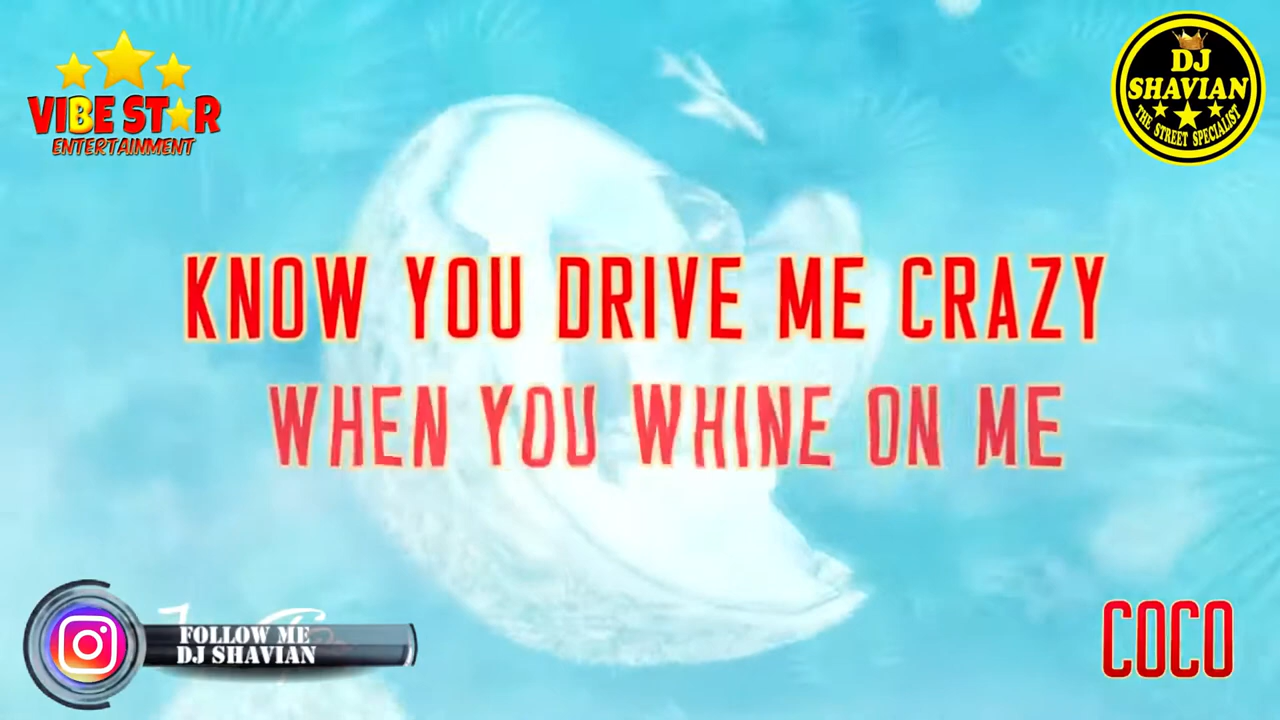 VIBE STAR
ENTERTAINMENT
DJ
SHAVIAN
THE STREET SPECIALIST
KNOW YOU DRIVE ME CRAZY
WHEN YOU WHINE ON ME
FOLLOW ME
DJ SHAVIAN
COCO